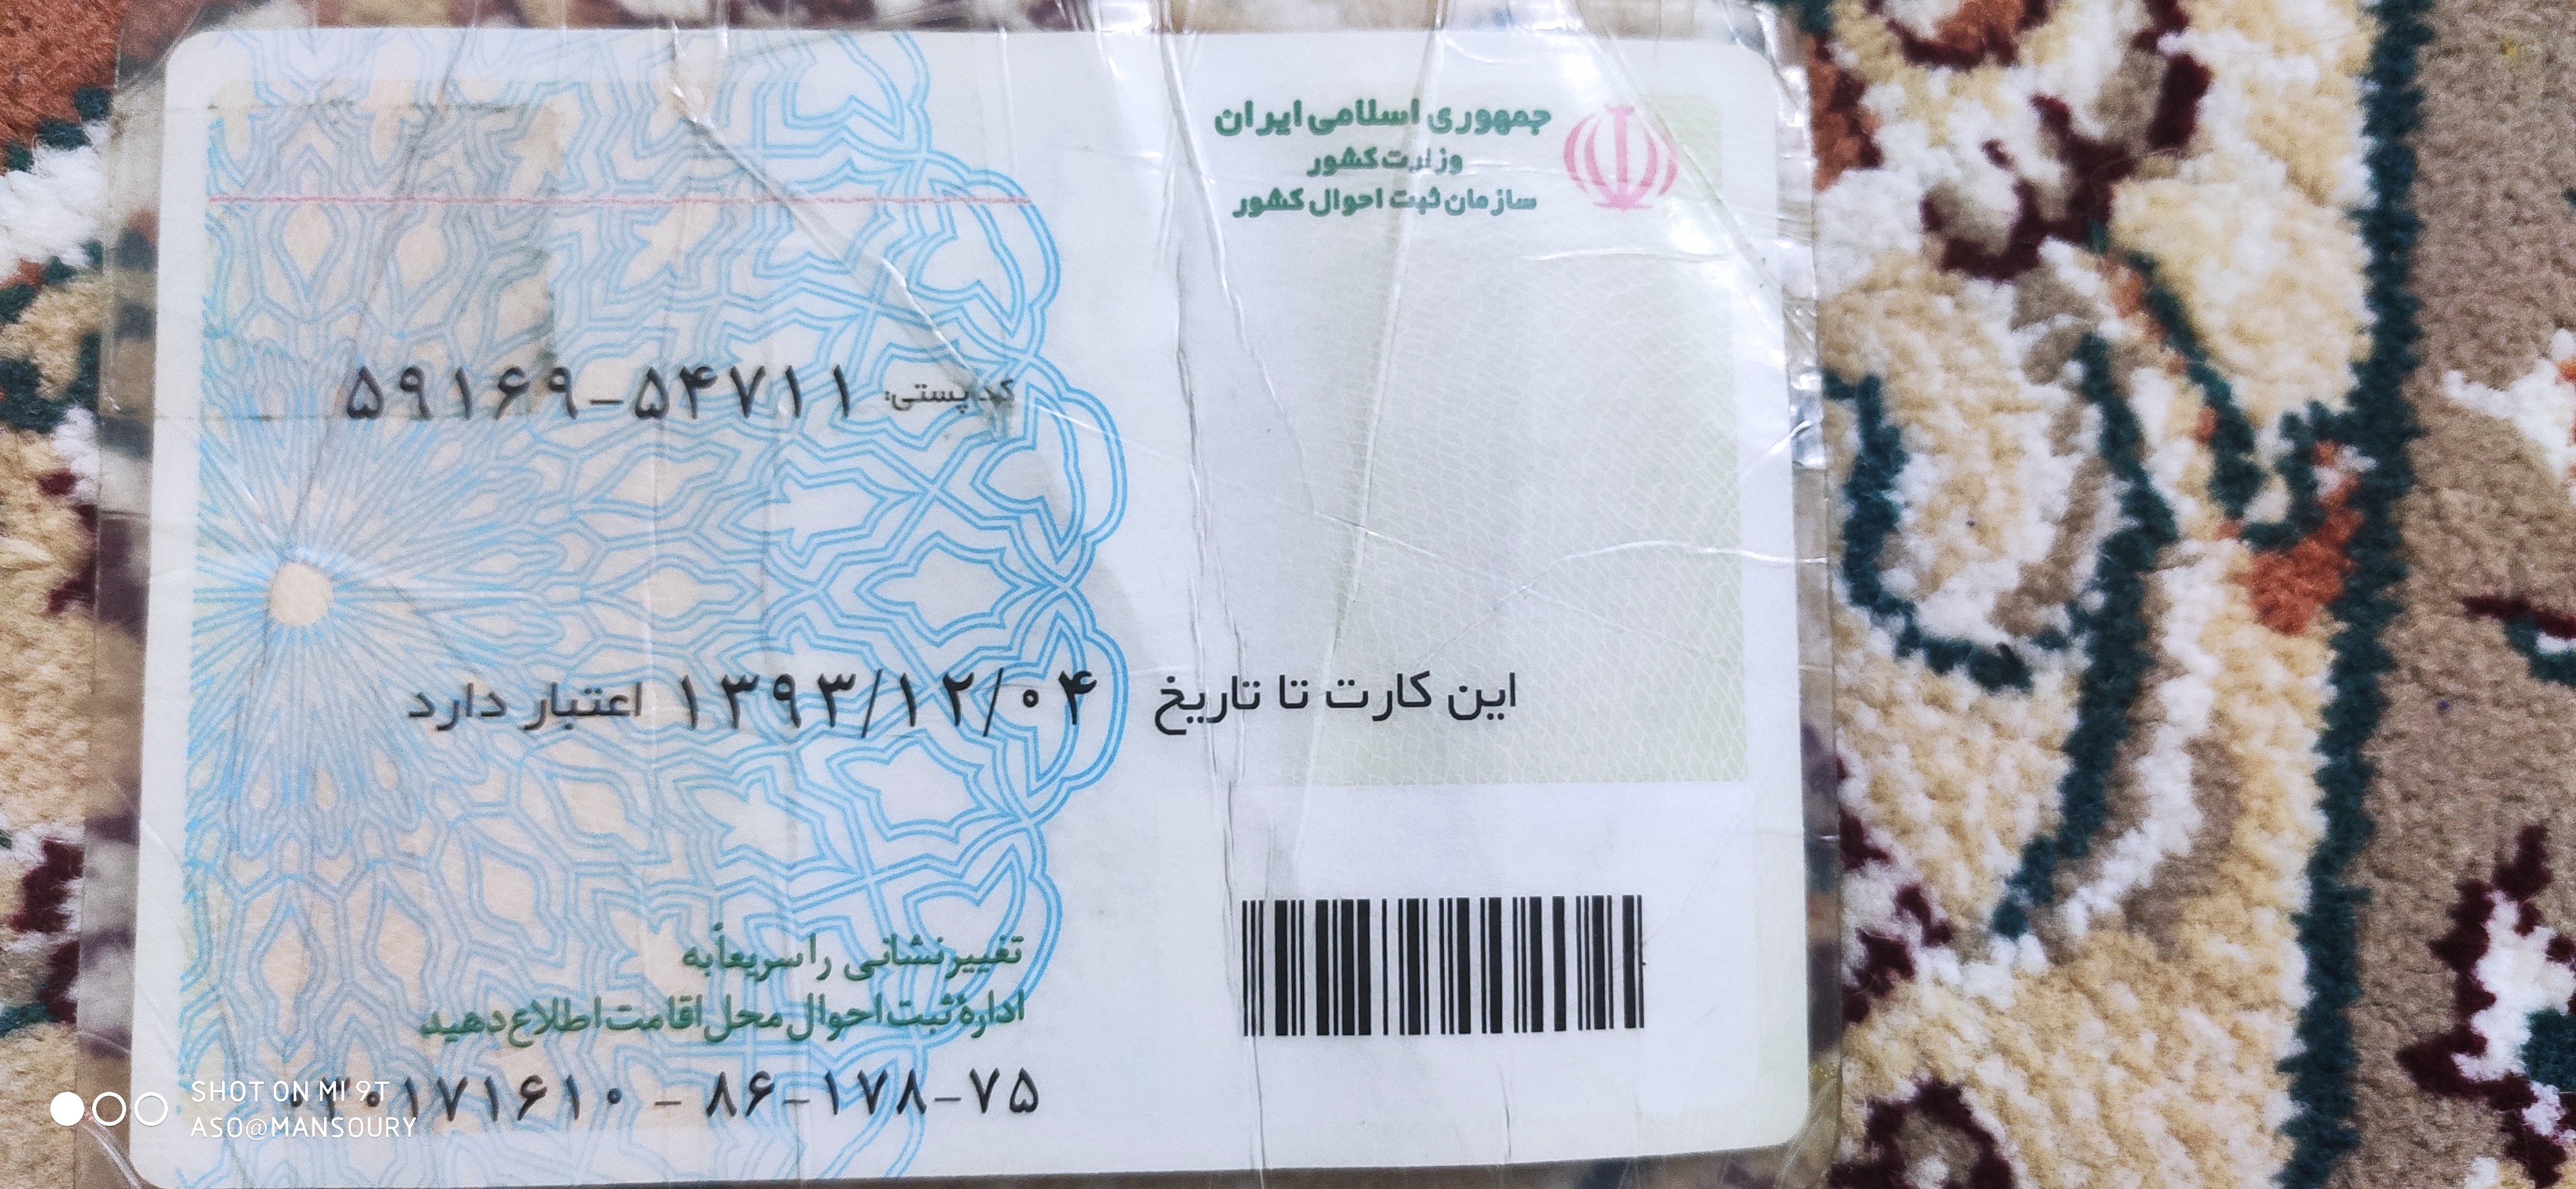 جمهوری اسلامی ایران
وزارت کشور
سازمان ثبت احوال کشور
کد پستی: ۵۹۱۶۹-۵۴۷۱۱
این کارت تا تاریخ ۱۳۹۳/۱۲/۰۴ اعتبار دارد
تغییر نشانی را سریعاً به
ادارهٔ ثبت احوال محل اقامت اطلاع دهید
۱۷۱۶۱۰ - ۸۶-۱۷۸-۷۵
SHOT ON MI 9T
ASO@MANSOURY